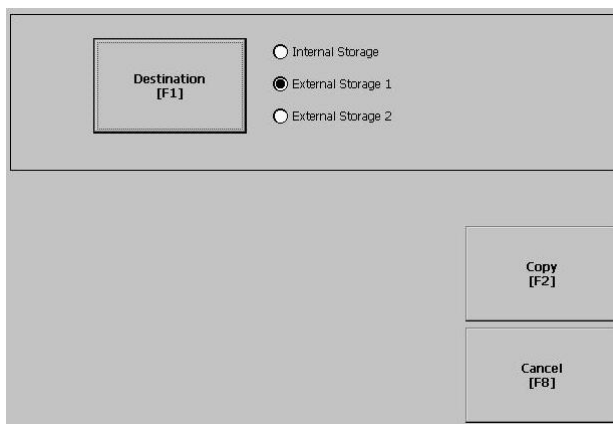 Destination
[F1]
Internal Storage
External Storage 1
External Storage 2
Copy
[F2]
Cancel
[F8]